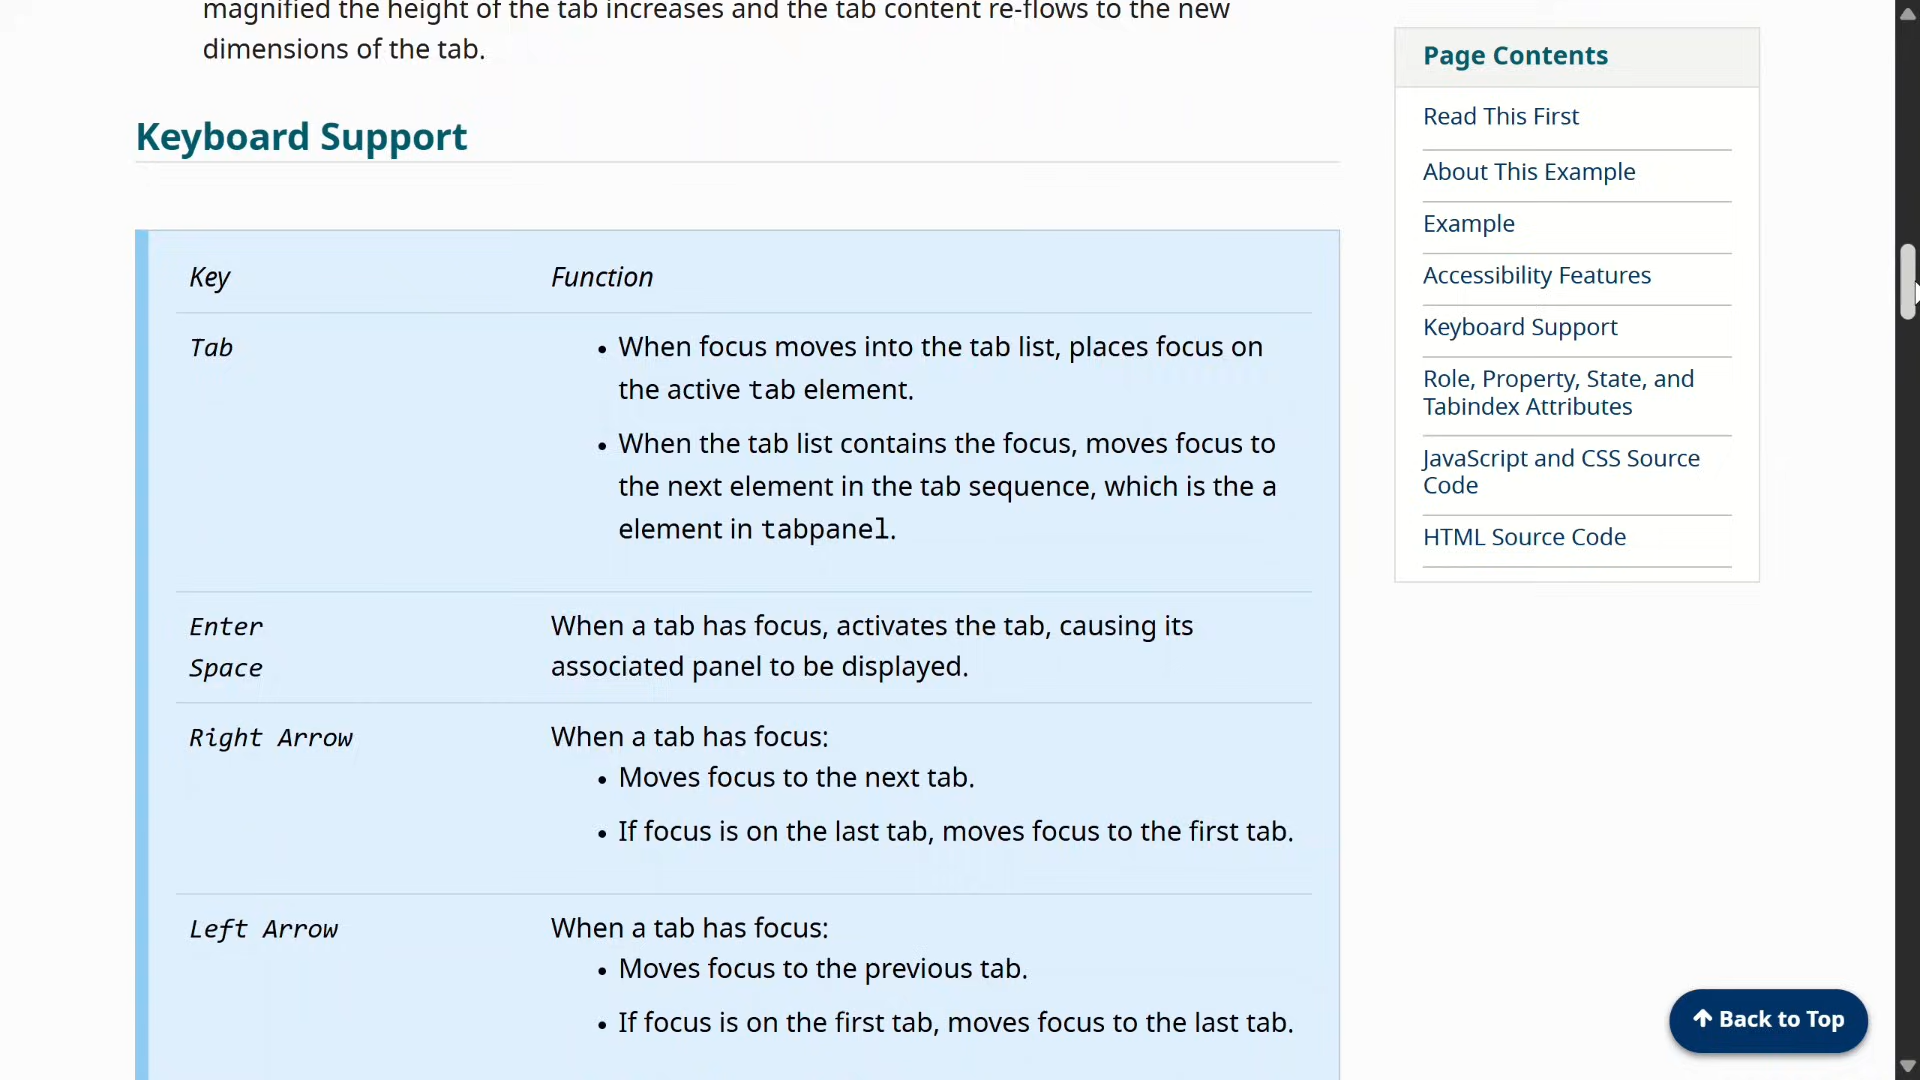 magnified the height of the tab increases and the tab content re-flows to the new
dimensions of the tab.
Keyboard Support
Key Function
Tab
• When focus moves into the tab list, places focus on
the active tab element.
• When the tab list contains the focus, moves focus to
the next element in the tab sequence, which is the a
element in tabpanel.
Enter
Space
When a tab has focus, activates the tab, causing its
associated panel to be displayed.
Right Arrow
When a tab has focus:
• Moves focus to the next tab.
• If focus is on the last tab, moves focus to the first tab.
Left Arrow
When a tab has focus:
• Moves focus to the previous tab.
• If focus is on the first tab, moves focus to the last tab.
Page Contents
Read This First
About This Example
Example
Accessibility Features
Keyboard Support
Role, Property, State, and
Tabindex Attributes
JavaScript and CSS Source
Code
HTML Source Code
Back to Top